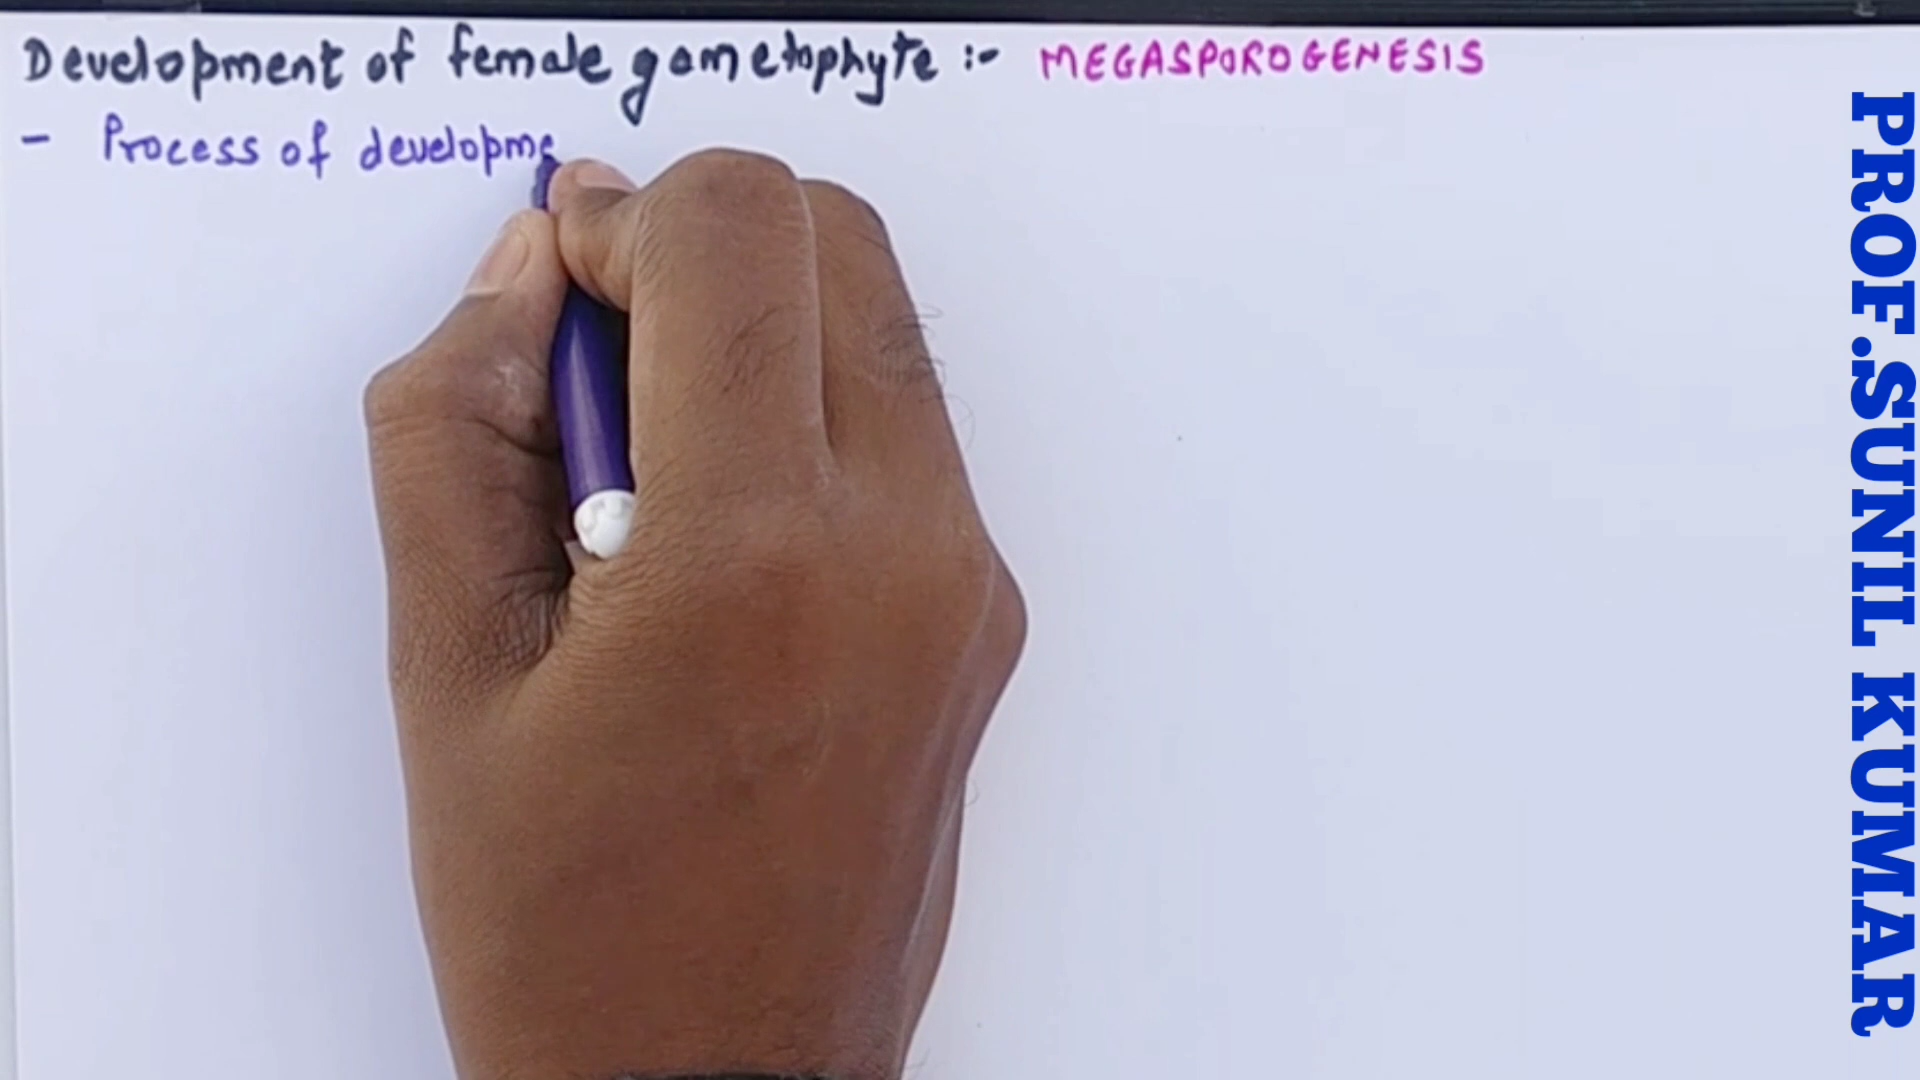 Development of female gametophyte :- MEGASPOROGENESIS
- Process of developme
PROF.SUNIL KUMAR